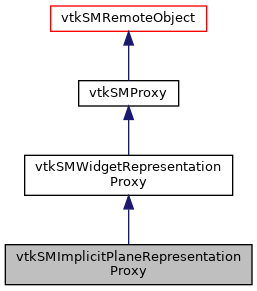 vtkSMRemoteObject
vtkSMProxy
vtkSMWidgetRepresentation
Proxy
vtkSMImplicitPlaneRepresentation
Proxy